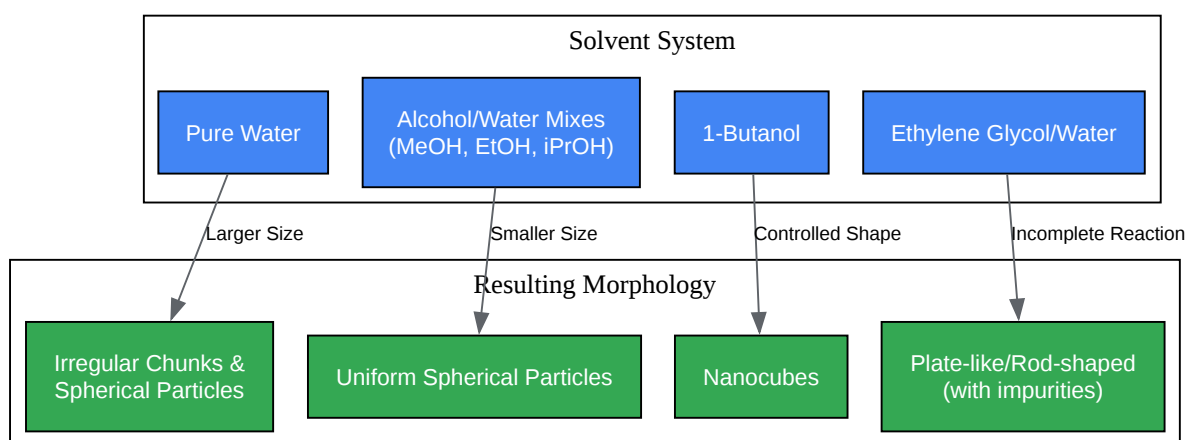 Solvent System
Pure Water
Alcohol/Water Mixes
(MeOH, EtOH, iPrOH)
1-Butanol
Ethylene Glycol/Water
Larger Size
Smaller Size
Controlled Shape
Incomplete Reaction
Resulting Morphology
Irregular Chunks &
Spherical Particles
Uniform Spherical Particles
Nanocubes
Plate-like/Rod-shaped
(with impurities)